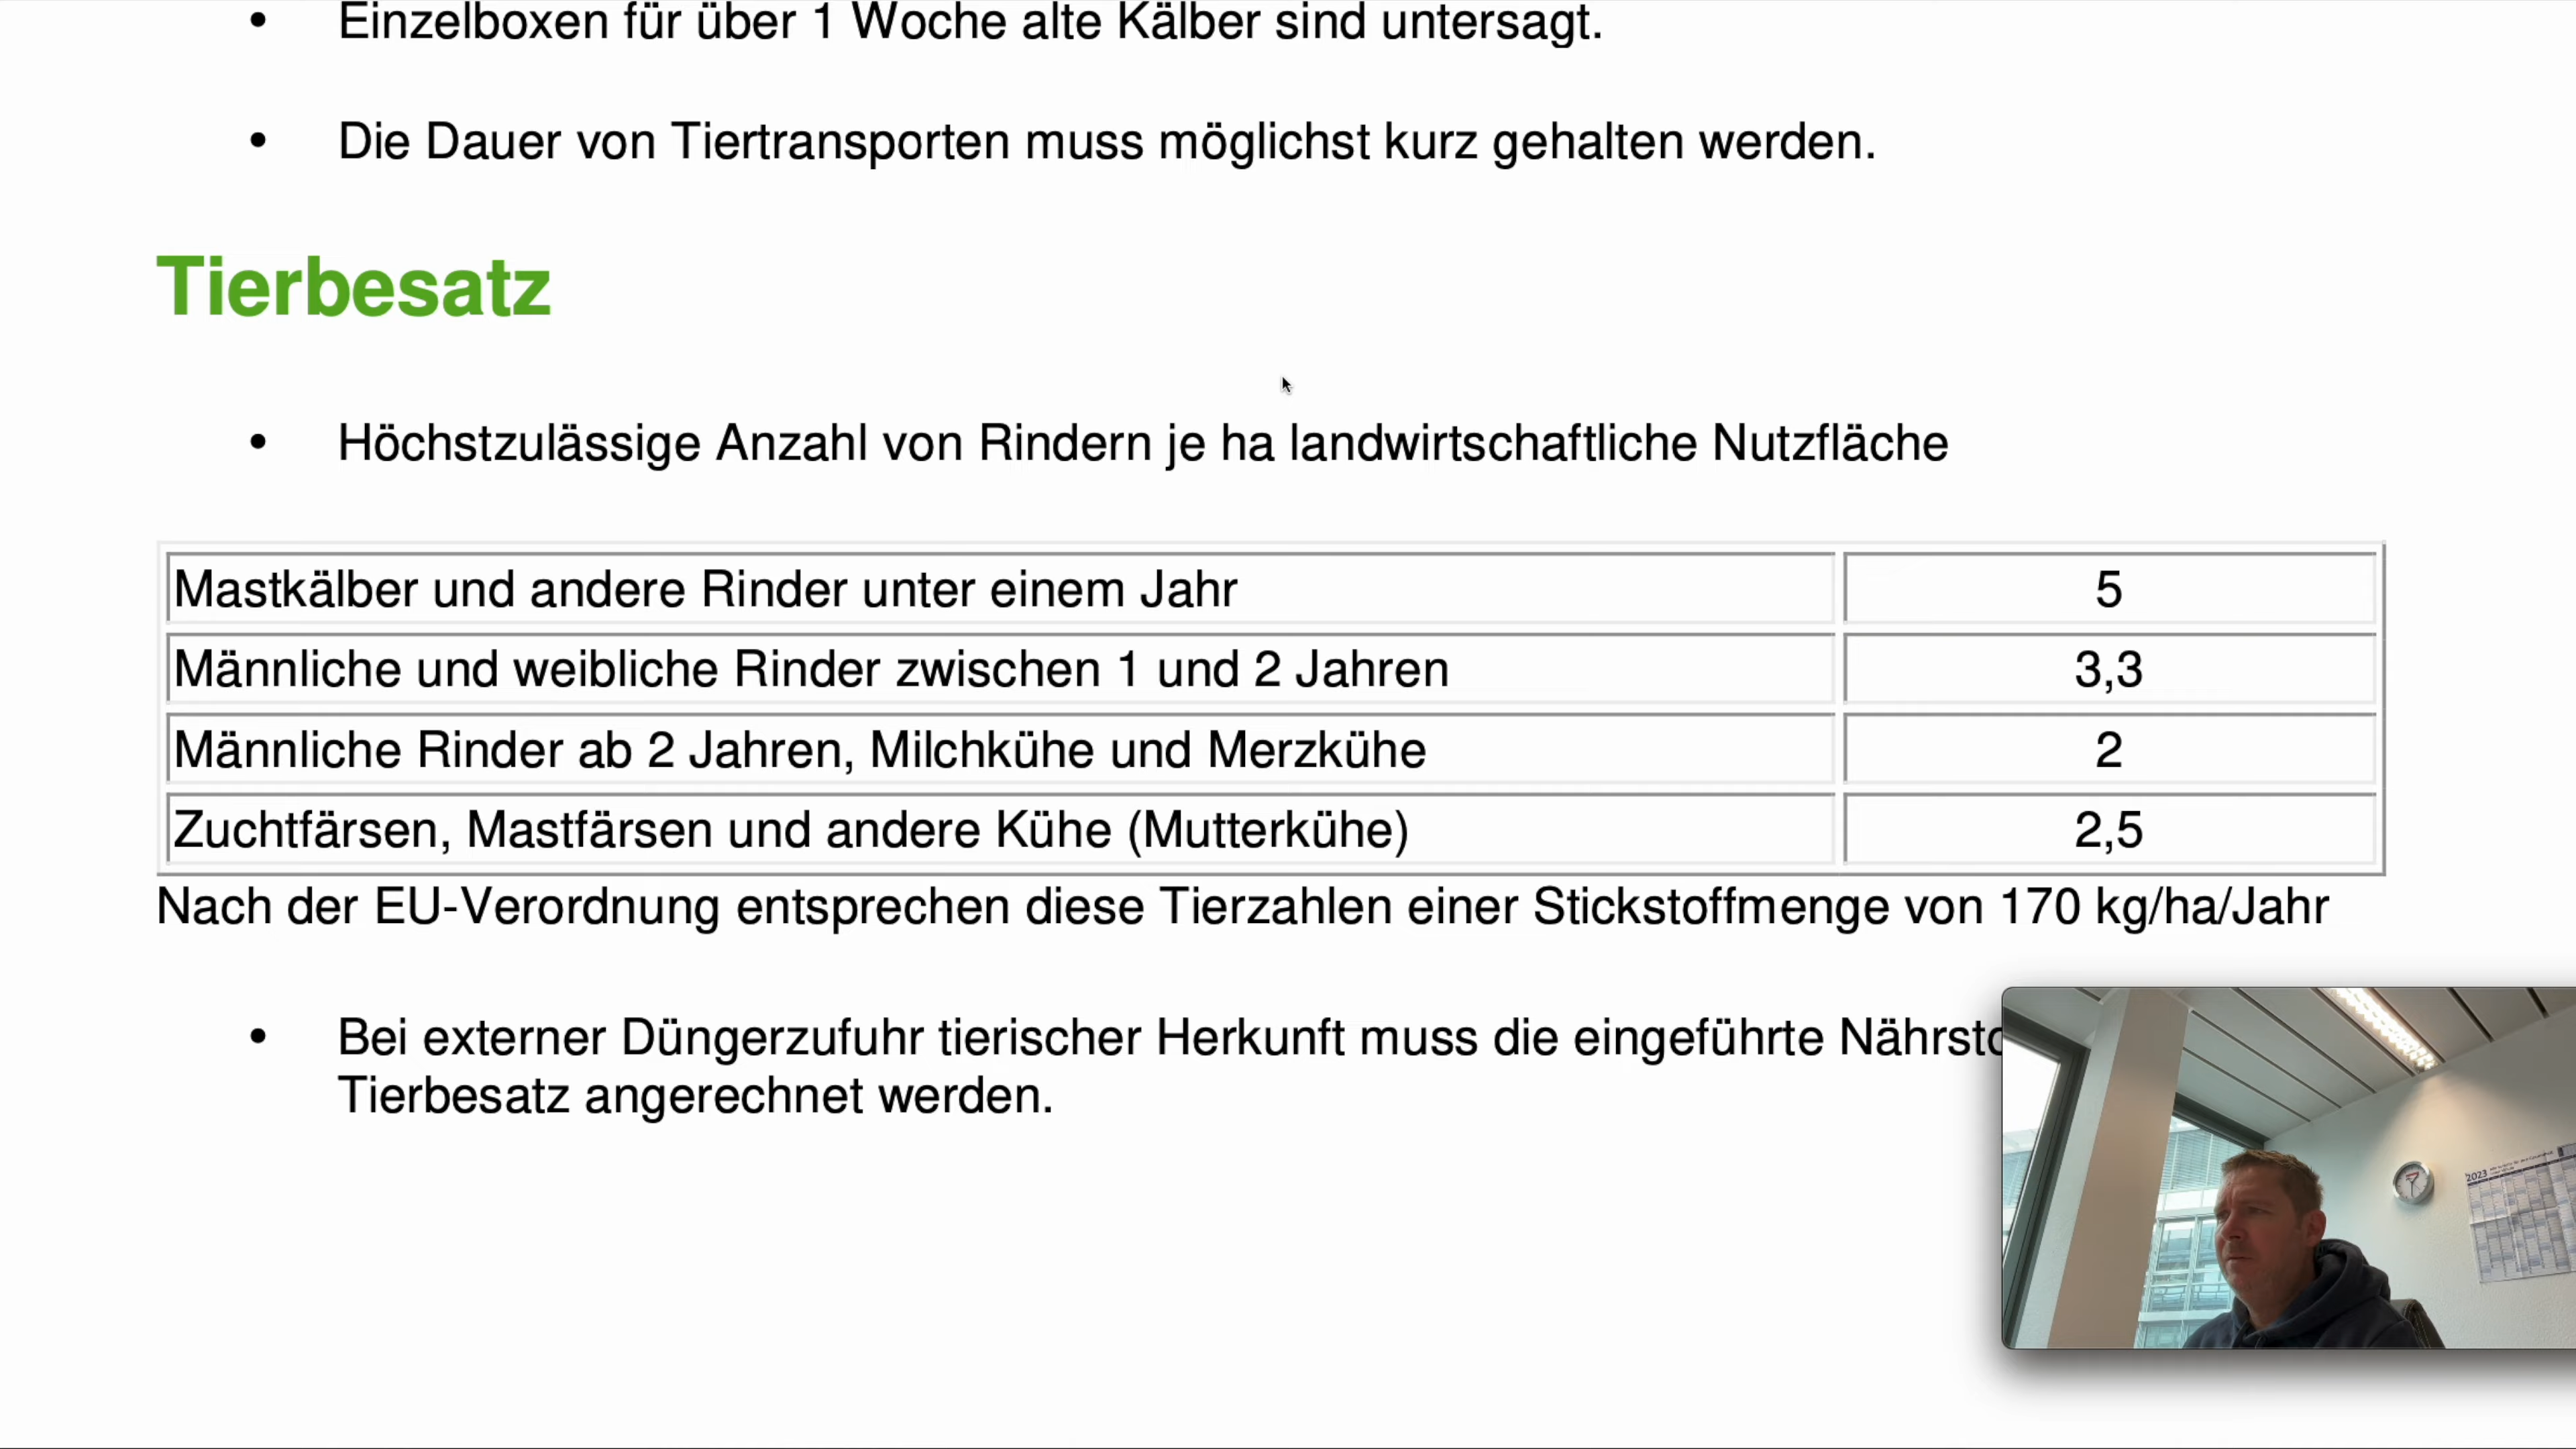 • Einzelboxen für über 1 Woche alte Kälber sind untersagt.
• Die Dauer von Tiertransporten muss möglichst kurz gehalten werden.
Tierbesatz
• Höchstzulässige Anzahl von Rindern je ha landwirtschaftliche Nutzfläche
Mastkälber und andere Rinder unter einem Jahr 5
Männliche und weibliche Rinder zwischen 1 und 2 Jahren 3,3
Männliche Rinder ab 2 Jahren, Milchkühe und Merzkühe 2
Zuchtfärsen, Mastfärsen und andere Kühe (Mutterkühe) 2,5
Nach der EU-Verordnung entsprechen diese Tierzahlen einer Stickstoffmenge von 170 kg/ha/Jahr
• Bei externer Düngerzufuhr tierischer Herkunft muss die eingeführte
Tierbesatz angerechnet werden.
2023